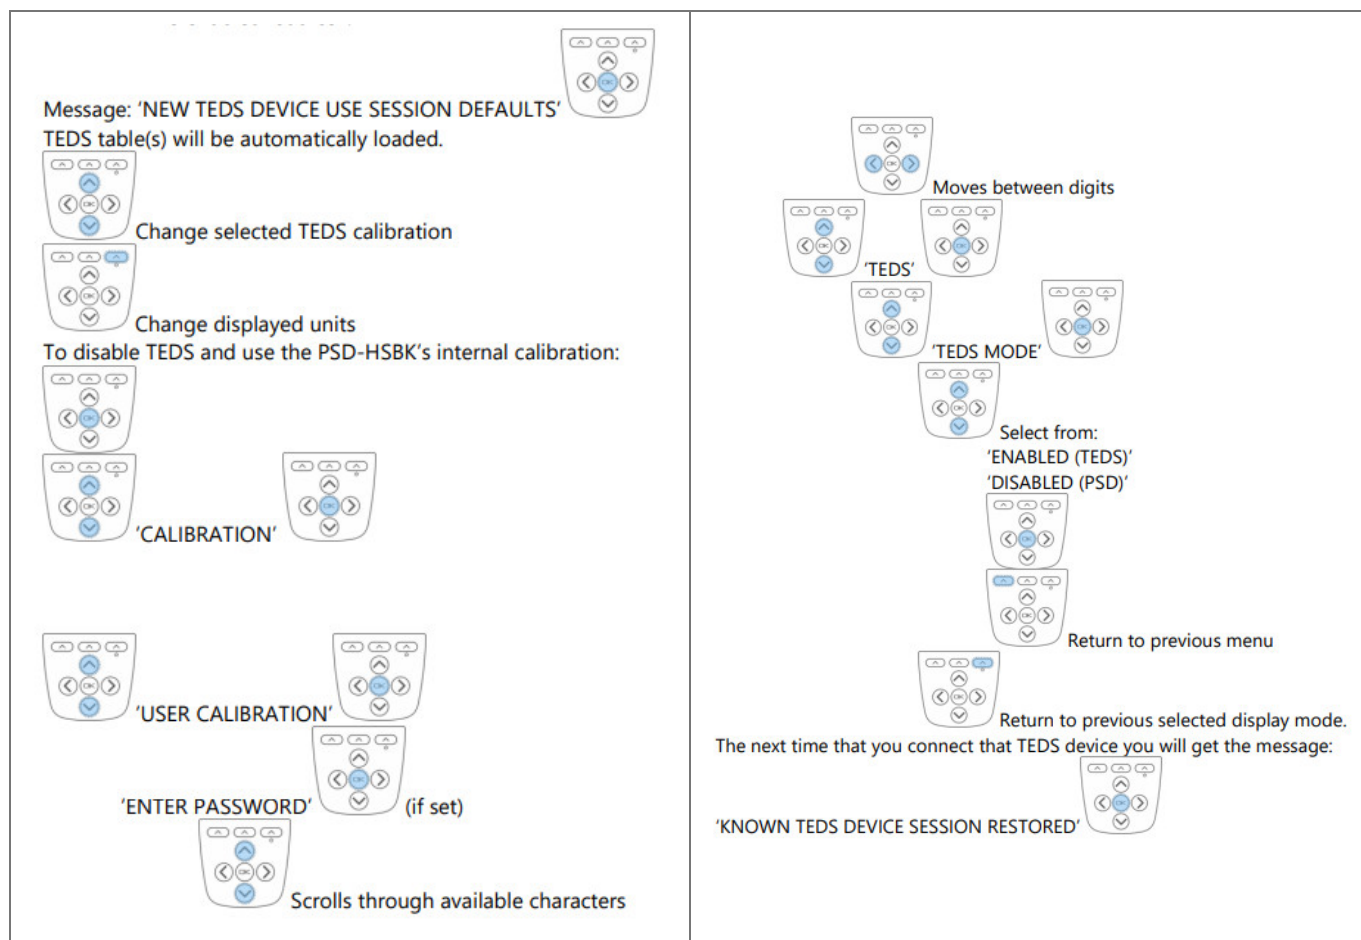 Message: 'NEW TEDS DEVICE USE SESSION DEFAULTS'
TEDS table(s) will be automatically loaded.
Change selected TEDS calibration
Change displayed units
To disable TEDS and use the PSD-HSBK's internal calibration:
'CALIBRATION'
'USER CALIBRATION'
'ENTER PASSWORD' (if set)
Scrolls through available characters
Moves between digits
'TEDS'
'TEDS MODE'
Select from:
'ENABLED (TEDS)'
'DISABLED (PSD)'
Return to previous menu
Return to previous selected display mode.
The next time that you connect that TEDS device you will get the message:
'KNOWN TEDS DEVICE SESSION RESTORED'